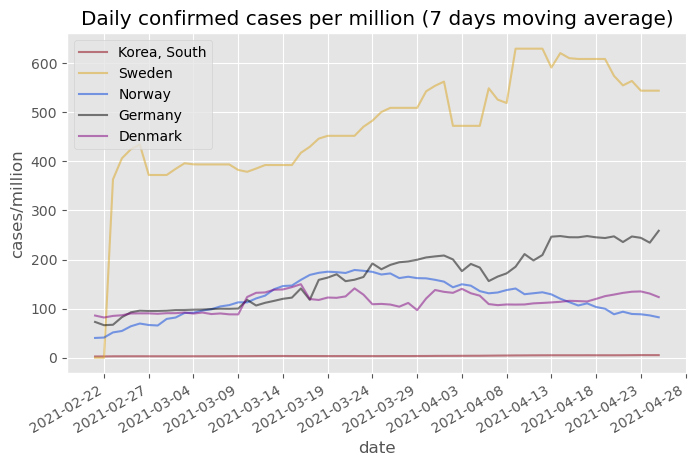 Daily confirmed cases per million (7 days moving average)
Korea, South
Sweden
Norway
Germany
Denmark
cases/million
600
500
400
300
200
100
0
2021-02-22
2021-02-27
2021-03-04
2021-03-09
2021-03-14
2021-03-19
2021-03-24
2021-03-29
2021-04-03
2021-04-08
2021-04-13
2021-04-18
2021-04-23
2021-04-28
date